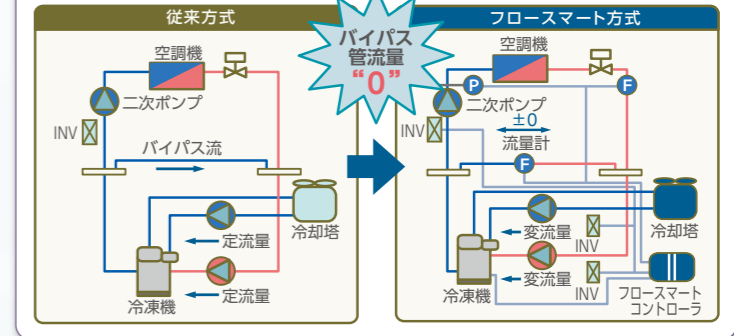 従来方式
空調機
二次ポンプ
INV
バイパス流
冷却塔
定流量
冷凍機
定流量
バイパス
管流量
“0”
フロースマート方式
空調機
P
F
二次ポンプ
INV
±0
流量計
F
変流量
INV
冷却塔
変流量
冷凍機
INV
フロースマート
コントローラ